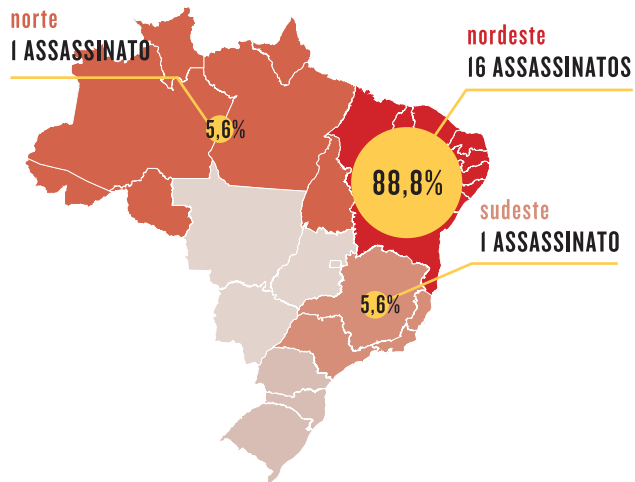 norte
1 ASSASSINATO
5,6%
nordeste
16 ASSASSINATOS
88,8%
sudeste
1 ASSASSINATO
5,6%